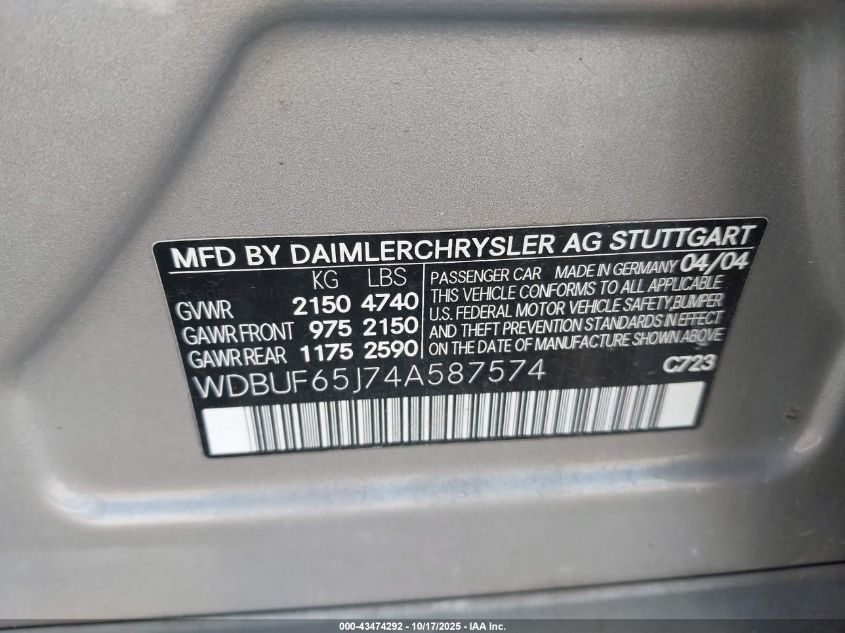 MFD BY DAIMLERCHRYSLER AG STUTTGART
KG LBS
GVWR 2150 4740
GAWR FRONT 975 2150
GAWR REAR 1175 2590
PASSENGER CAR MADE IN GERMANY 04/04
THIS VEHICLE CONFORMS TO ALL APPLICABLE
U.S. FEDERAL MOTOR VEHICLE SAFETY,BUMPER
AND THEFT PREVENTION STANDARDS IN EFFECT
ON THE DATE OF MANUFACTURE SHOWN ABOVE
WDBUF65J74A587574
C723
000-43474292 - 10/17/2025 - IAA Inc.